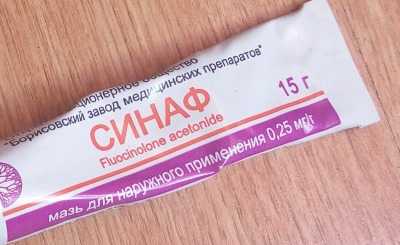 акционерное общество
"Борисовский завод медицинских препаратов"
СИНАФ 15 г
Fluocinolone acetonide
мазь для наружного применения 0,25 мг/г